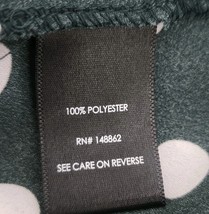 100% POLYESTER
RN# 148862
SEE CARE ON REVERSE